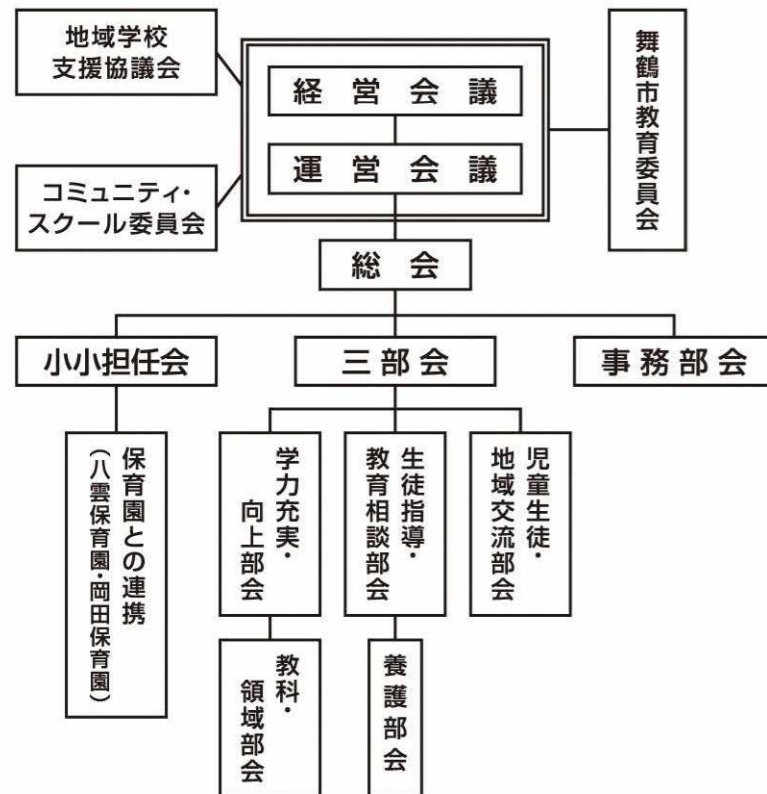 地域学校
支援協議会
経営会議
舞鶴市教育委員会
運営会議
コミュニティ・
スクール委員会
総会
小小担任会
三部会
事務部会
保育園との連携
(八雲保育園・岡田保育園)
学力充実・
向上部会
生徒指導・
教育相談部会
児童生徒・
地域交流部会
教科・
領域部会
養護部会